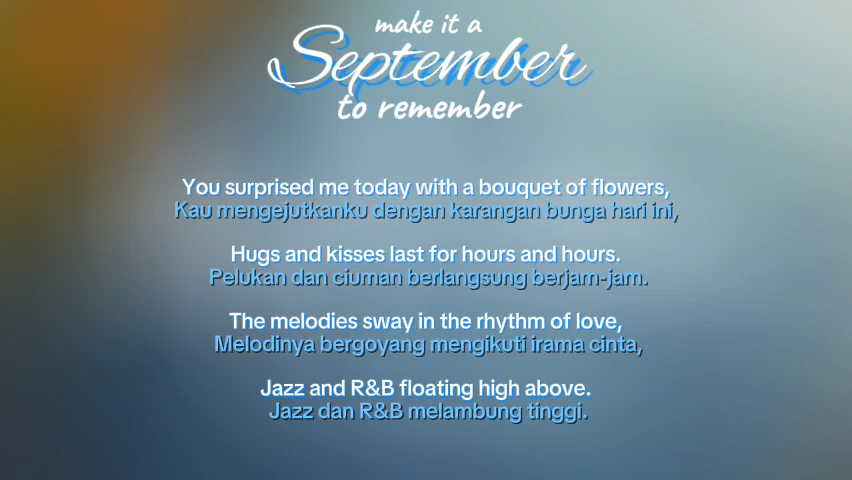 make it a
September
to remember
You surprised me today with a bouquet of flowers,
Kau mengejutkanku dengan karangan bunga hari ini,
Hugs and kisses last for hours and hours.
Pelukan dan ciuman berlangsung berjam-jam.
The melodies sway in the rhythm of love,
Melodinya bergoyang mengikuti irama cinta,
Jazz and R&B floating high above.
Jazz dan R&B melambung tinggi.